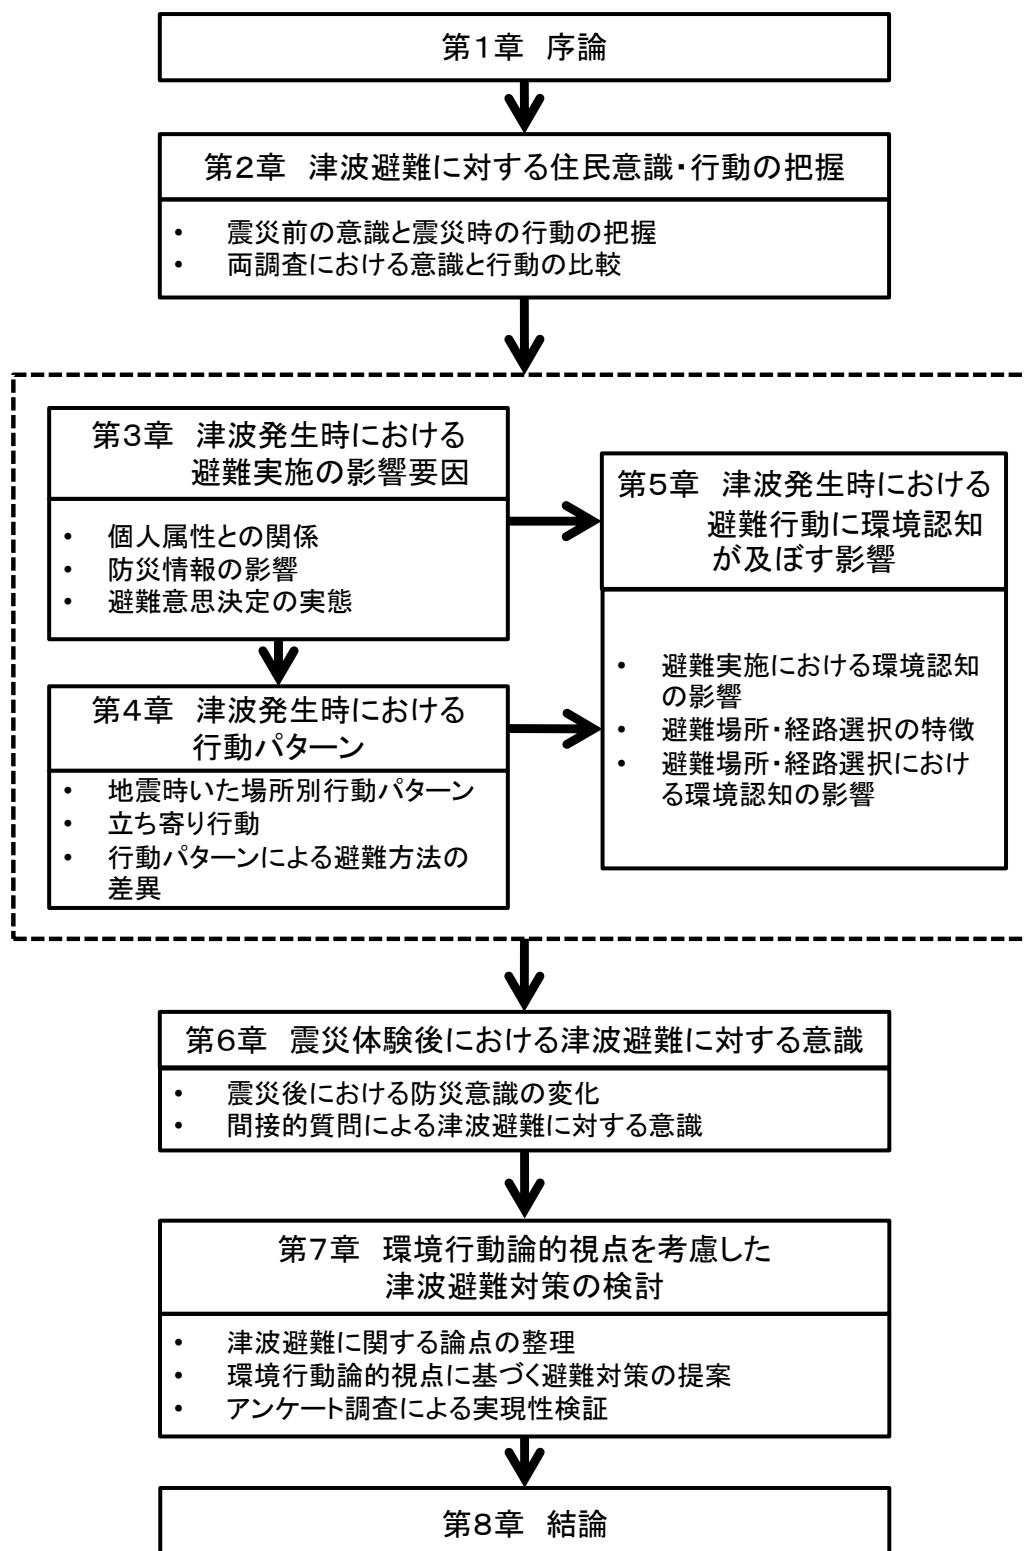 第1章 序論
第2章 津波避難に対する住民意識・行動の把握
• 震災前の意識と震災時の行動の把握
• 両調査における意識と行動の比較
第3章 津波発生時における
避難実施の影響要因
• 個人属性との関係
• 防災情報の影響
• 避難意思決定の実態
第4章 津波発生時における
行動パターン
• 地震時いた場所別行動パターン
• 立ち寄り行動
• 行動パターンによる避難方法の
差異
第5章 津波発生時における
避難行動に環境認知
が及ぼす影響
• 避難実施における環境認知
の影響
• 避難場所・経路選択の特徴
• 避難場所・経路選択におけ
る環境認知の影響
第6章 震災体験後における津波避難に対する意識
• 震災後における防災意識の変化
• 間接的質問による津波避難に対する意識
第7章 環境行動論的視点を考慮した
津波避難対策の検討
• 津波避難に関する論点の整理
• 環境行動論的視点に基づく避難対策の提案
• アンケート調査による実現性検証
第8章 結論